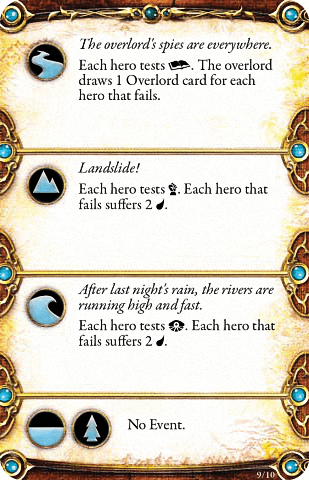 The overlord's spies are everywhere.
Each hero tests . The overlord
draws 1 Overlord card for each
hero that fails.
Landslide!
Each hero tests . Each hero that
fails suffers 2 .
After last night's rain, the rivers are
running high and fast.
Each hero tests . Each hero that
fails suffers 2 .
No Event.
9/10